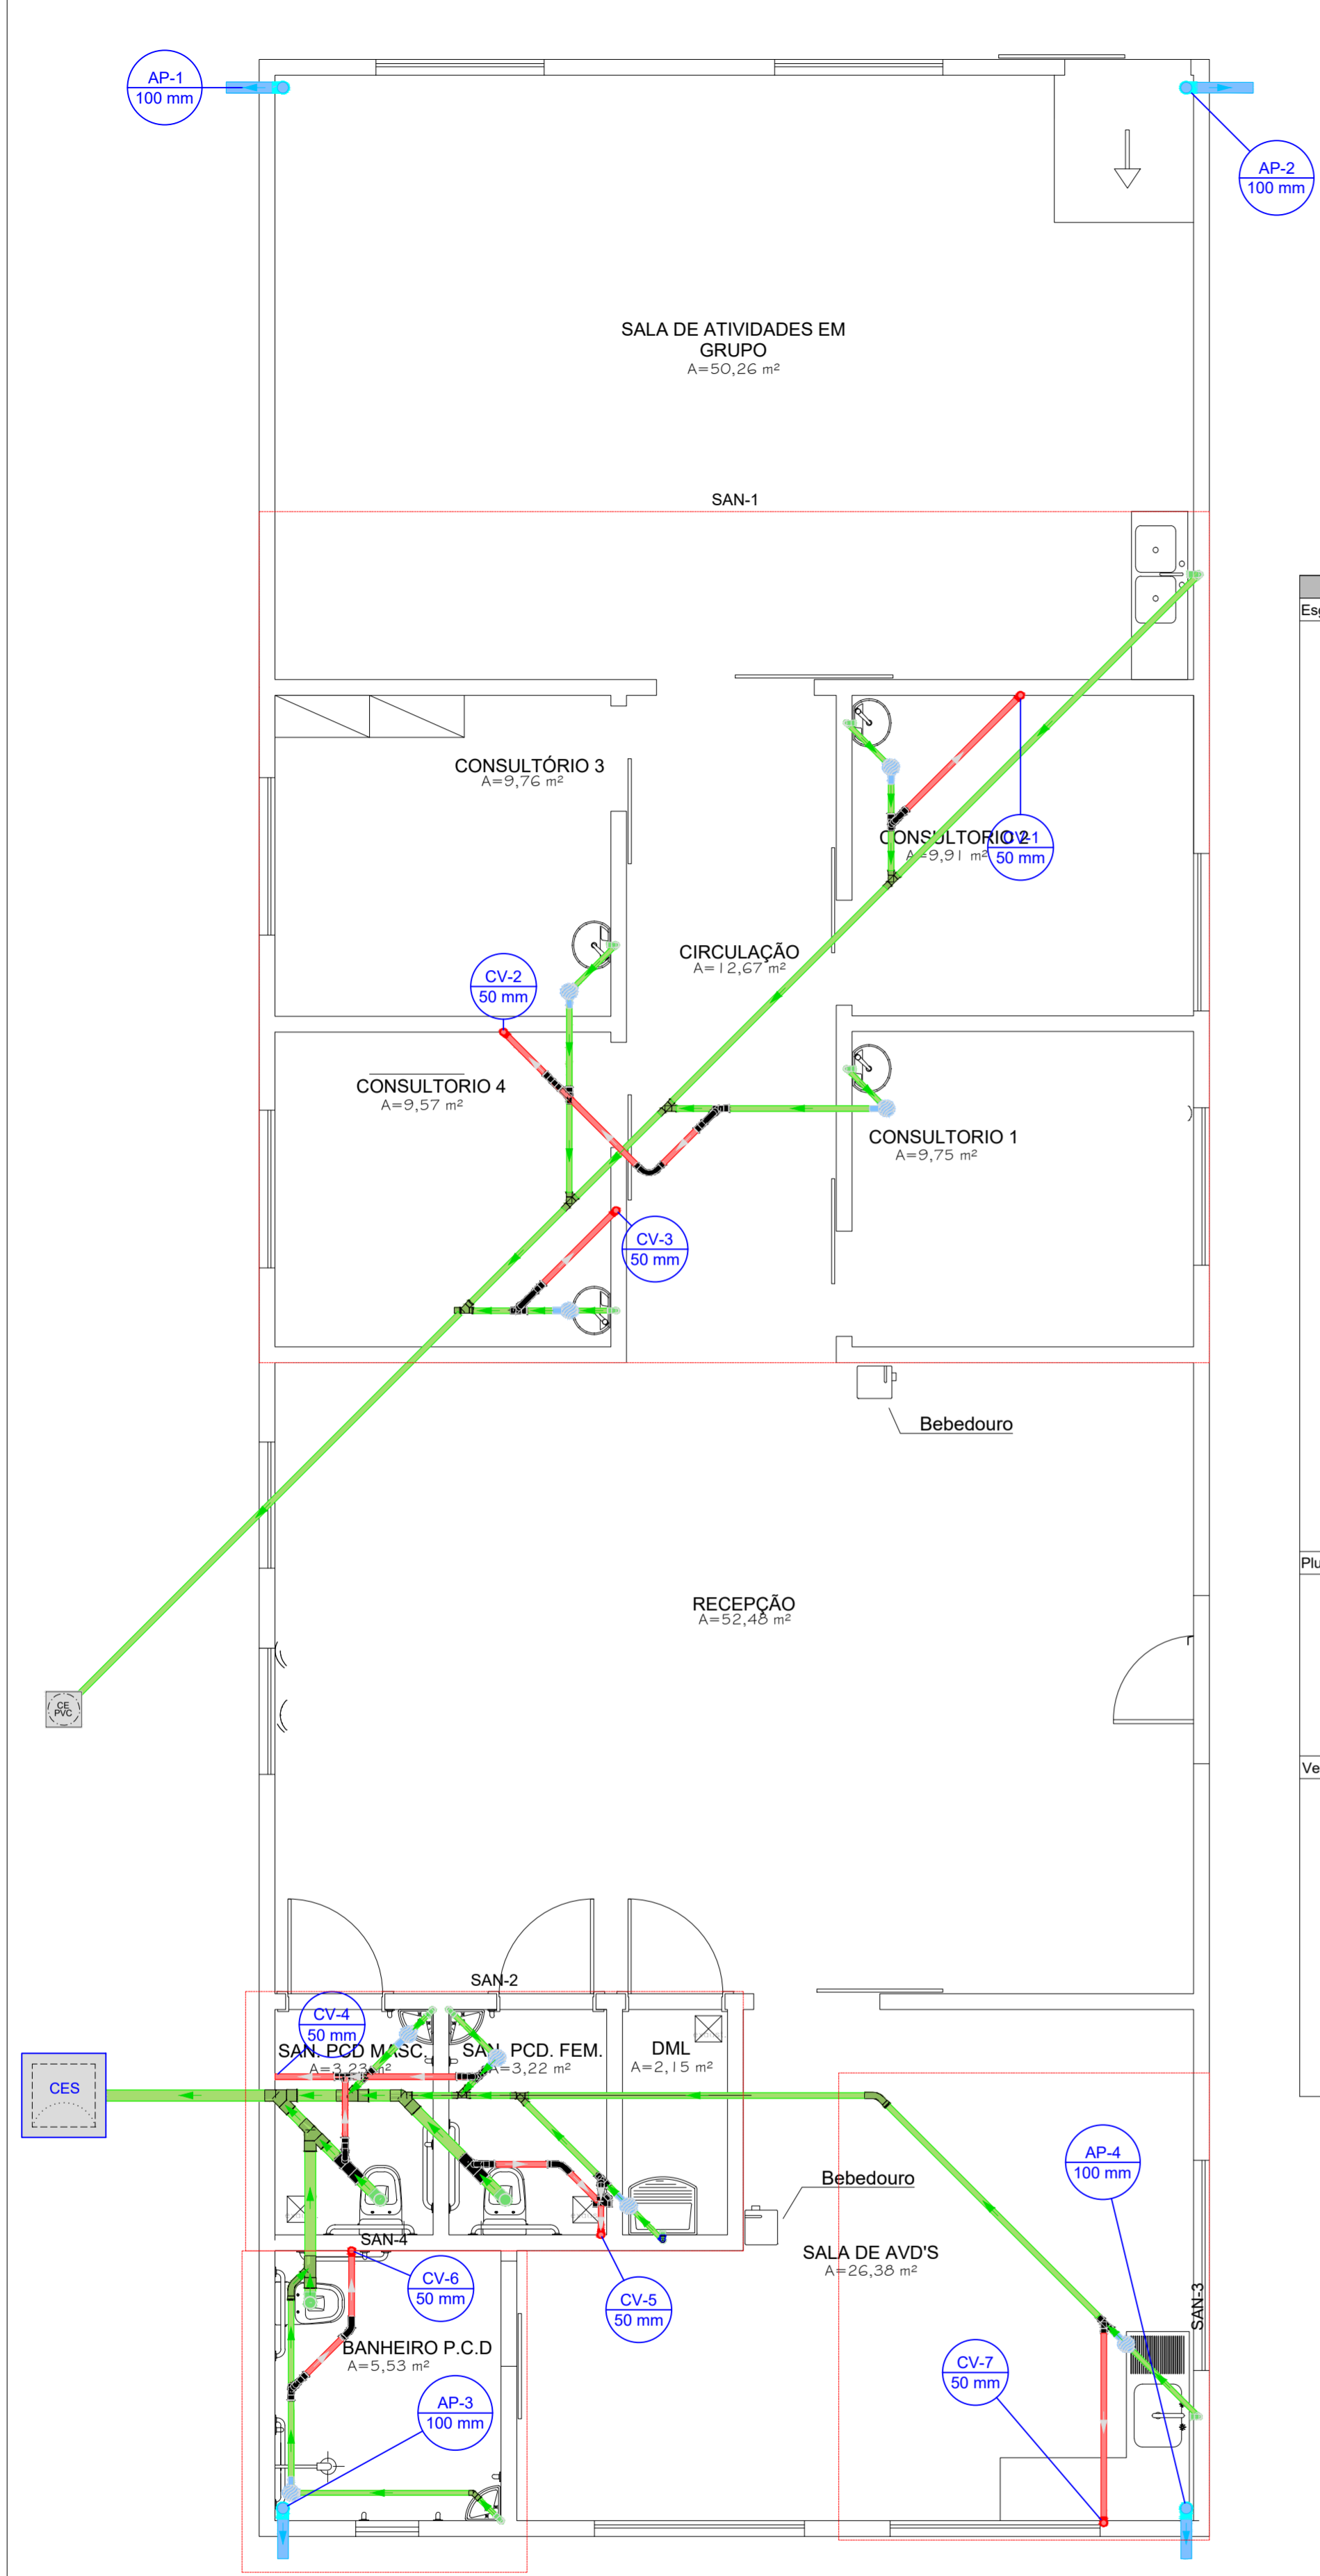 AP-1
100 mm
AP-2
100 mm
SALA DE ATIVIDADES EM
GRUPO
A=50,26 m²
SAN-1
Esg
CONSULTÓRIO 3
A=9,76 m²
CONSULTORIO 2
A=9,91 m²
CV-1
50 mm
CIRCULAÇÃO
A=12,67 m²
CV-2
50 mm
CONSULTORIO 4
A=9,57 m²
CONSULTORIO 1
A=9,75 m²
CV-3
50 mm
Bebedouro
Plu
RECEPÇÃO
A=52,48 m²
CE
PVC
Ve
SAN-2
CV-4
50 mm
SAN. PCD MASC.
A=3,23 m²
SAN. PCD. FEM.
A=3,22 m²
DML
A=2,15 m²
CES
AP-4
100 mm
Bebedouro
SAN-4
SALA DE AVD'S
A=26,38 m²
CV-6
50 mm
CV-5
50 mm
SAN-3
BANHEIRO P.C.D
A=5,53 m²
CV-7
50 mm
AP-3
100 mm